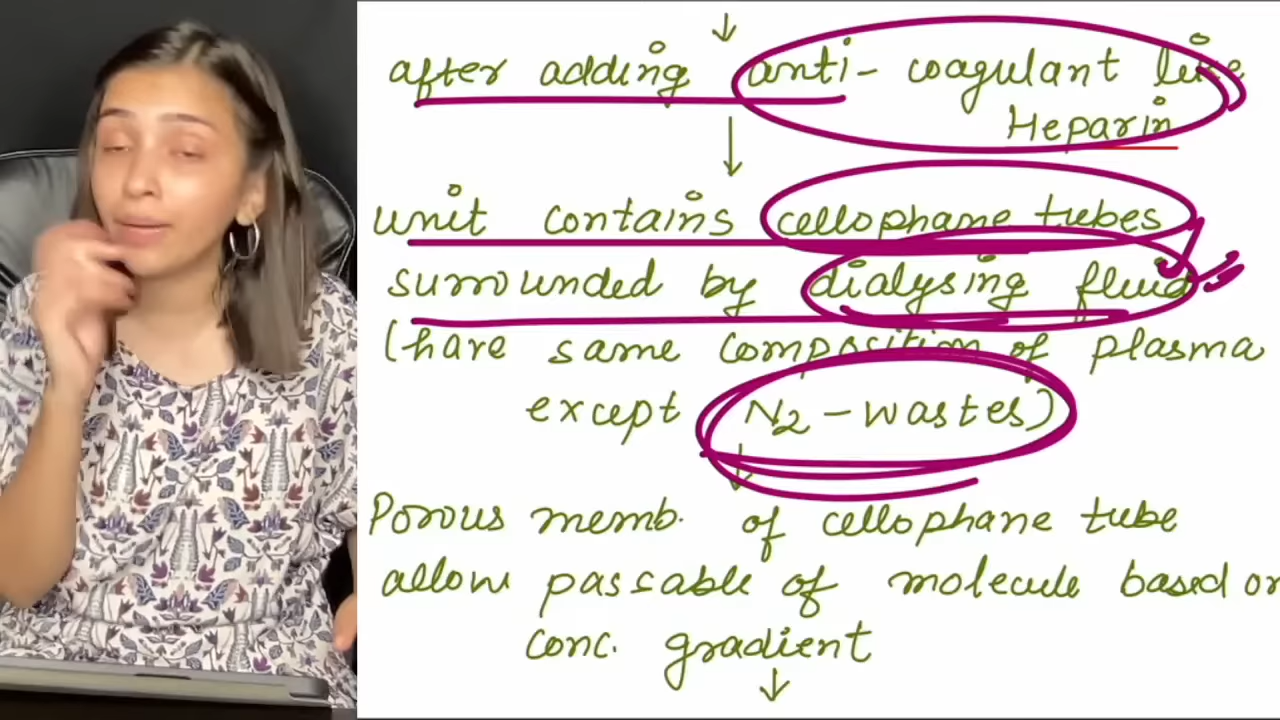 after adding anti- coagulant like
Heparin
unit contains cellophane tubes
surrounded by dialysing fluid
(have same composition of plasma
except N2 - wastes)
Porous memb. of cellophane tube
allow passable of molecule based on
conc. gradient